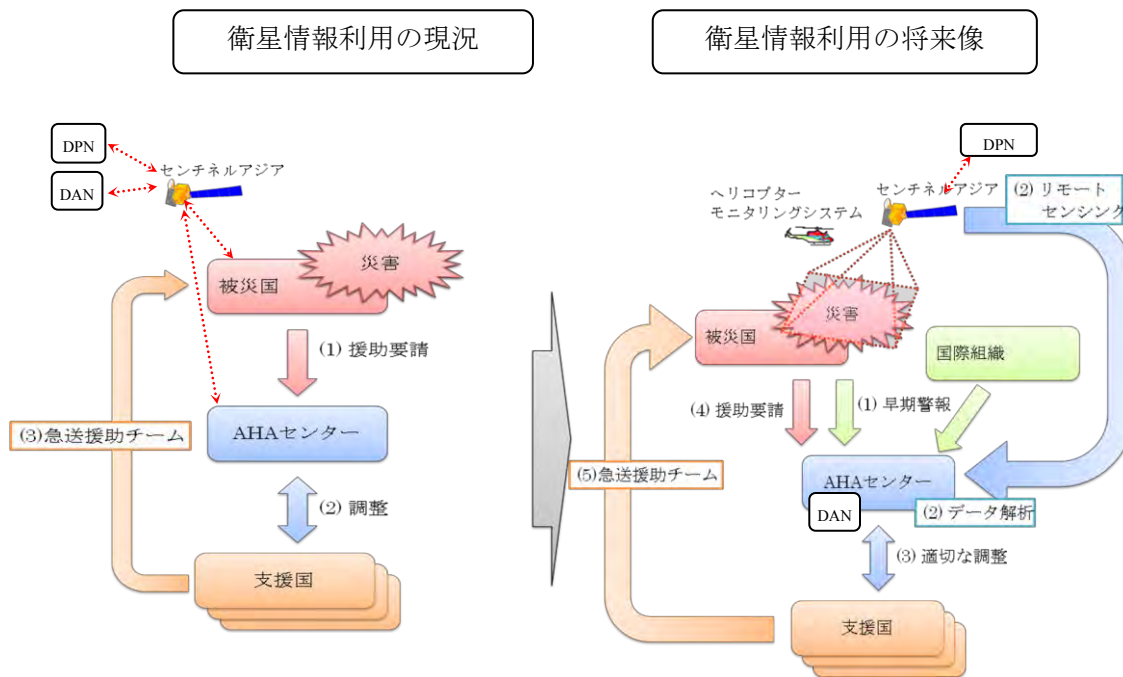 衛星情報利用の現況
DPN
DAN
センチネルアジア
災害
被災国
(1) 援助要請
AHAセンター
(3)急送援助チーム
(2) 調整
支援国
衛星情報利用の将来像
DPN
ヘリコプター
モニタリングシステム
センチネルアジア
(2) リモート
センシング
災害
被災国
国際組織
(4) 援助要請
(1) 早期警報
(5)急送援助チーム
AHAセンター
DAN
(2) データ解析
(3) 適切な調整
支援国